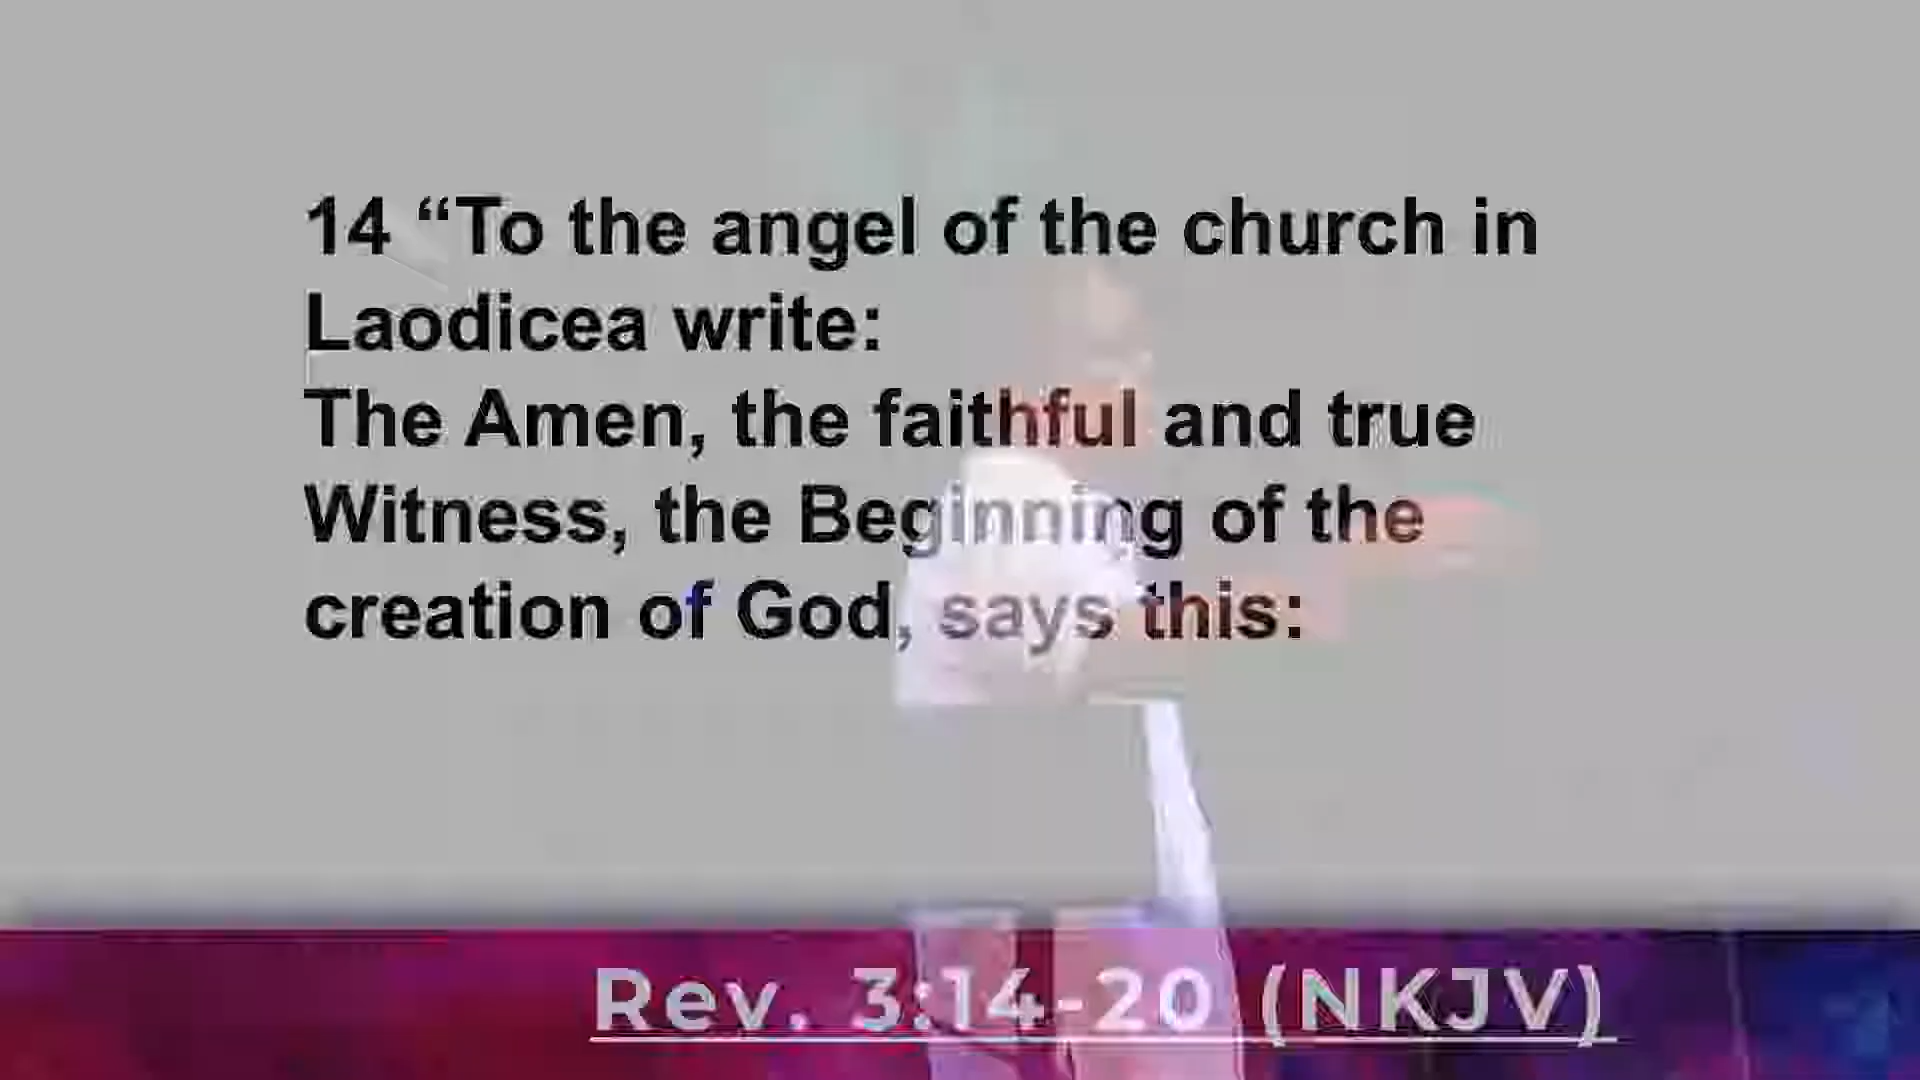 14 “To the angel of the church in
Laodicea write:
The Amen, the faithful and true
Witness, the Beginning of the
creation of God, says this:
Rev. 3:14-20 (NKJV)